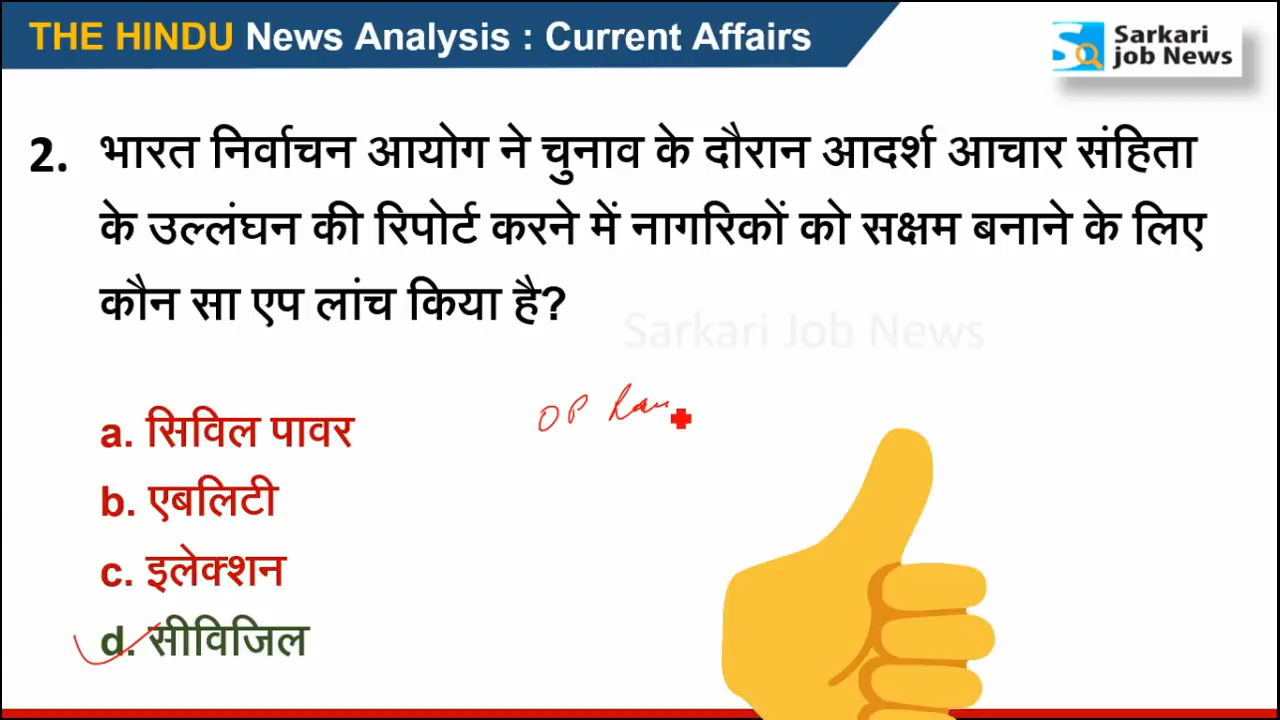 THE HINDU News Analysis : Current Affairs
Sarkari
job News
2. भारत निर्वाचन आयोग ने चुनाव के दौरान आदर्श आचार संहिता
के उल्लंघन की रिपोर्ट करने में नागरिकों को सक्षम बनाने के लिए
कौन सा एप लांच किया है?
Sarkari Job News
OP
a. सिविल पावर
b. एबलिटी
c. इलेक्शन
d. सीविजिल